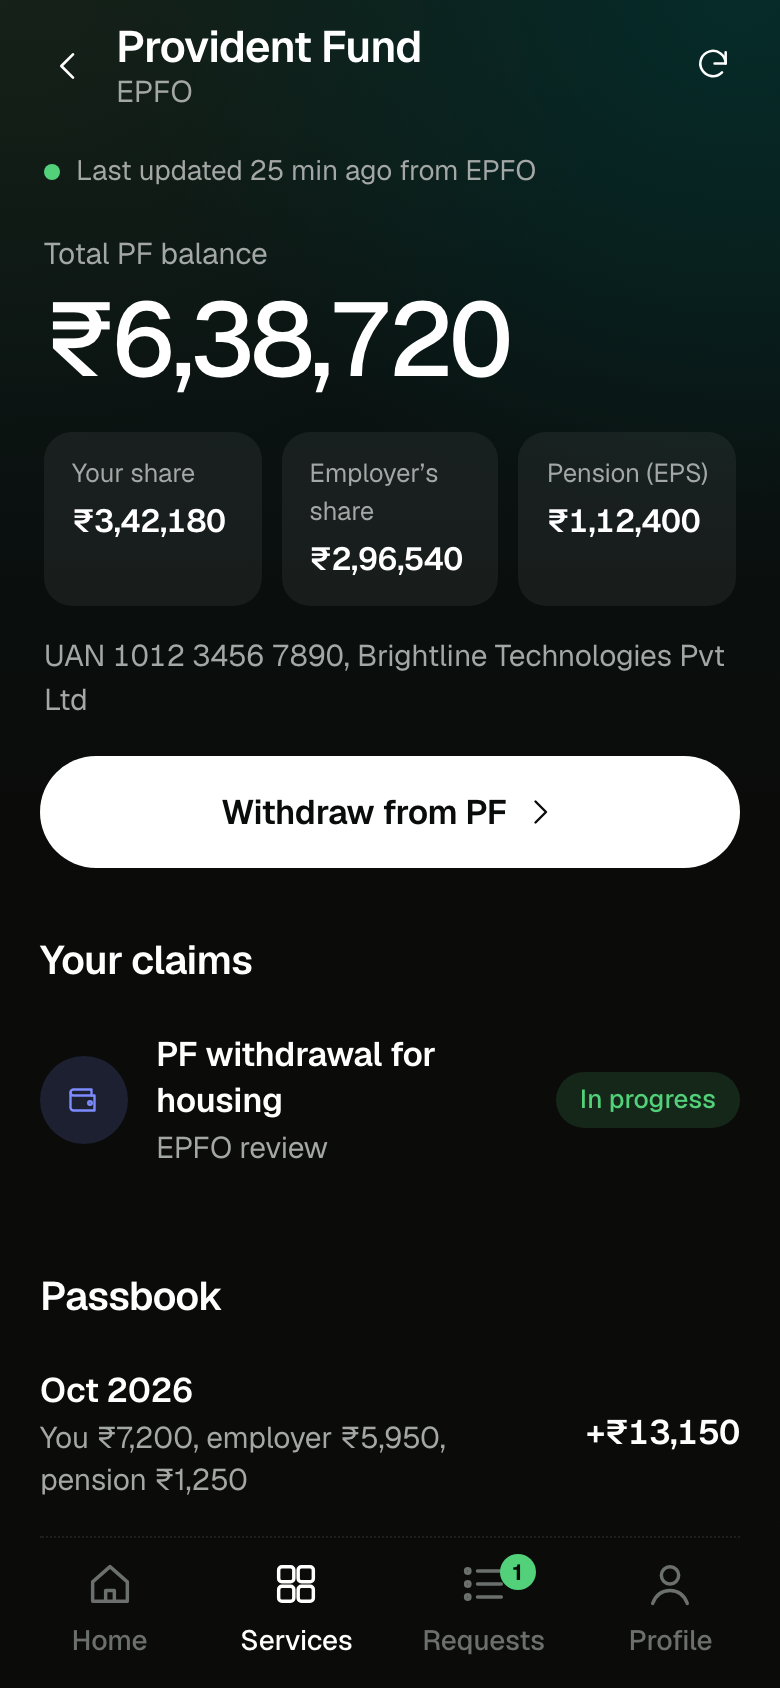 Provident Fund
EPFO
Last updated 25 min ago from EPFO
Total PF balance
₹6,38,720
Your share
₹3,42,180
Employer’s
share
₹2,96,540
Pension (EPS)
₹1,12,400
UAN 1012 3456 7890, Brightline Technologies Pvt
Ltd
Withdraw from PF
Your claims
PF withdrawal for
housing
EPFO review
In progress
Passbook
Oct 2026
You ₹7,200, employer ₹5,950,
pension ₹1,250
+₹13,150
Home
Services
1
Requests
Profile